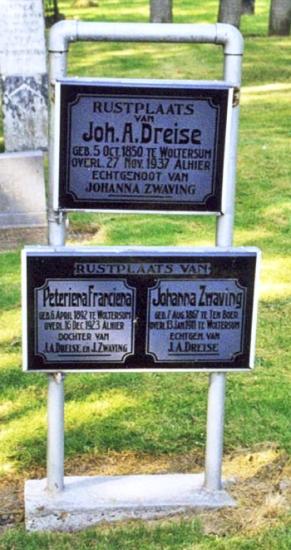 RUSTPLAATS
VAN
Joh. A. Dreise
GEB. 5 OCT. 1850 TE WOLTERSUM
OVERL. 27 NOV. 1937 ALHIER
ECHTGENOOT VAN
JOHANNA ZWAVING
RUSTPLAATS VAN
Peteriena Franciena
GEB. 6 APRIL 1892 TE WOLTERSUM
OVERL. 16 DEC. 1923 ALHIER
DOCHTER VAN
J.A. DREISE EN J. ZWAVING
Johanna Zwaving
GEB. 7 AUG. 1867 TE TEN BOER
OVERL. 13 JAN. 1911 TE WOLTERSUM
ECHTGEN. VAN
J.A. DREISE